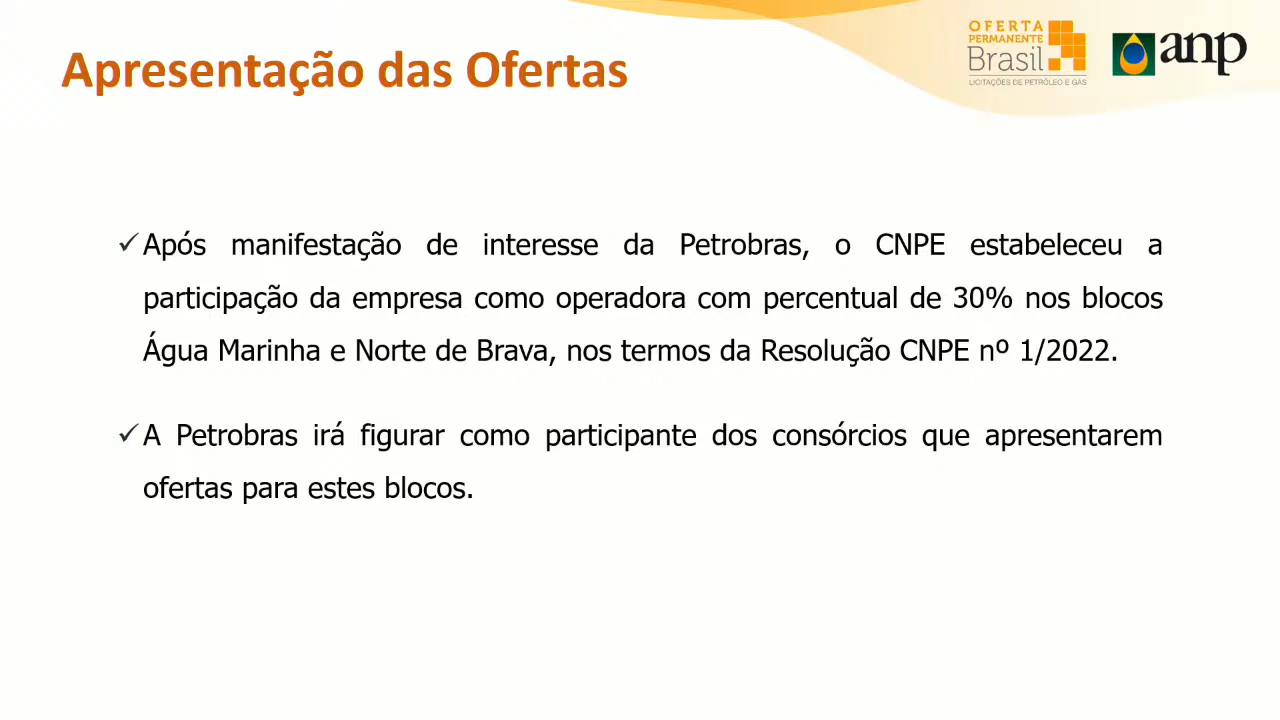 Apresentação das Ofertas
OFERTA
PERMANENTE
Brasil
LICITAÇÕES DE PETRÓLEO E GÁS
anp
✓Após manifestação de interesse da Petrobras, o CNPE estabeleceu a
participação da empresa como operadora com percentual de 30% nos blocos
Água Marinha e Norte de Brava, nos termos da Resolução CNPE nº 1/2022.
✓A Petrobras irá figurar como participante dos consórcios que apresentarem
ofertas para estes blocos.